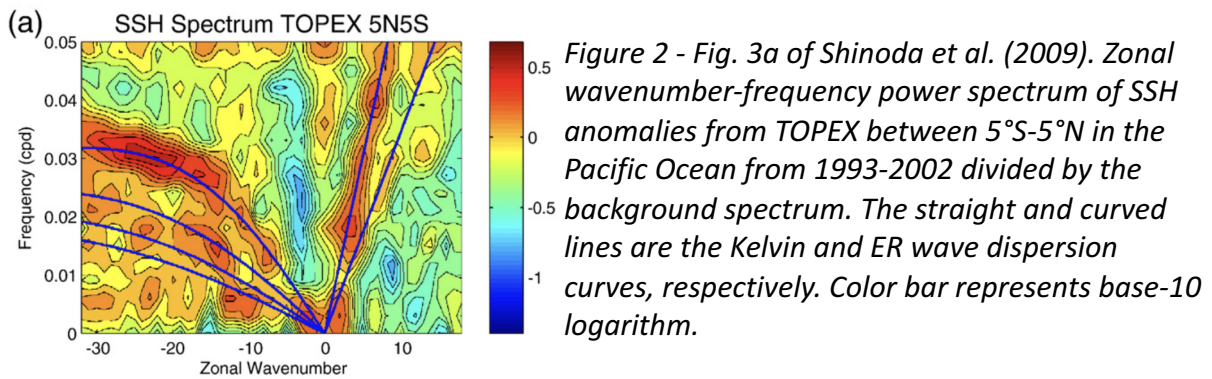 (a) SSH Spectrum TOPEX 5N5S
0.05
0.04
0.03
0.02
0.01
0
Frequency (cpd)
-30 -20 -10 0 10
Zonal Wavenumber
0.5
0
-0.5
-1
Figure 2 - Fig. 3a of Shinoda et al. (2009). Zonal
wavenumber-frequency power spectrum of SSH
anomalies from TOPEX between 5°S-5°N in the
Pacific Ocean from 1993-2002 divided by the
background spectrum. The straight and curved
lines are the Kelvin and ER wave dispersion
curves, respectively. Color bar represents base-10
logarithm.